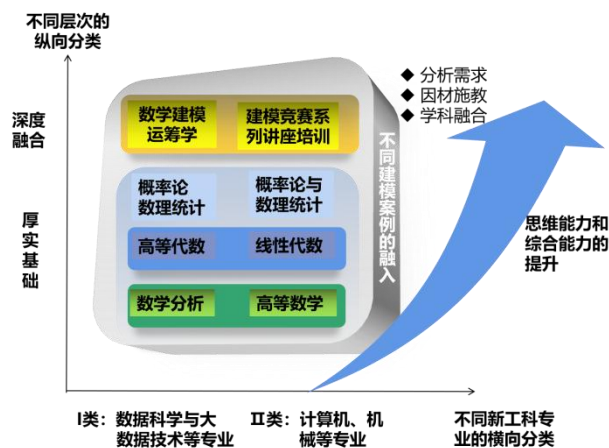 不同层次的
纵向分类
深度
融合
厚实基础
数学建模
运筹学
建模竞赛系
列讲座培训
概率论
数理统计
概率论与
数理统计
高等代数
线性代数
数学分析
高等数学
不同建模案例的融入
◆ 分析需求
◆ 因材施教
◆ 学科融合
思维能力和
综合能力的
提升
I类：数据科学与大
数据技术等专业
II类：计算机、机
械等专业
不同新工科专
业的横向分类